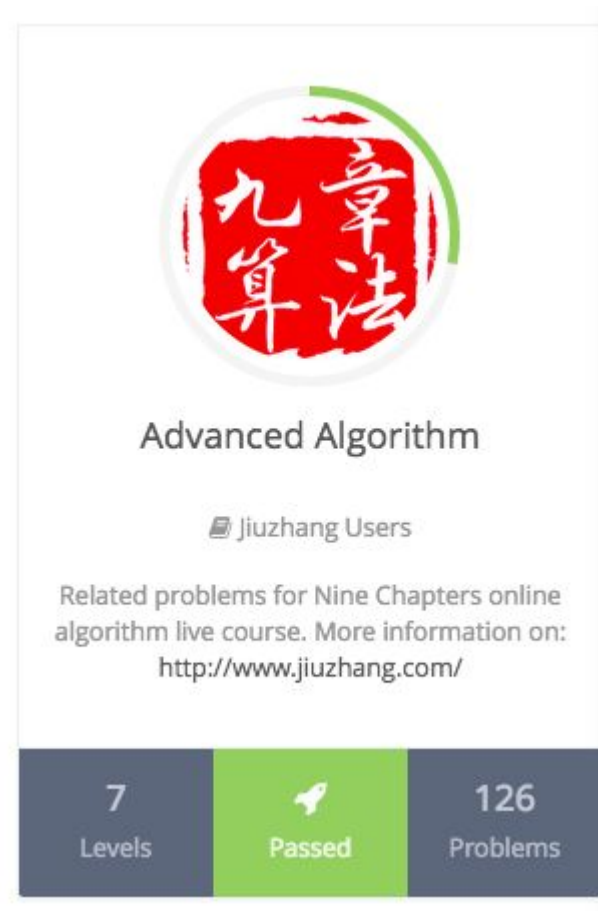 九章
算法
Advanced Algorithm
Jiuzhang Users
Related problems for Nine Chapters online
algorithm live course. More information on:
http://www.jiuzhang.com/
7
Levels
Passed
126
Problems